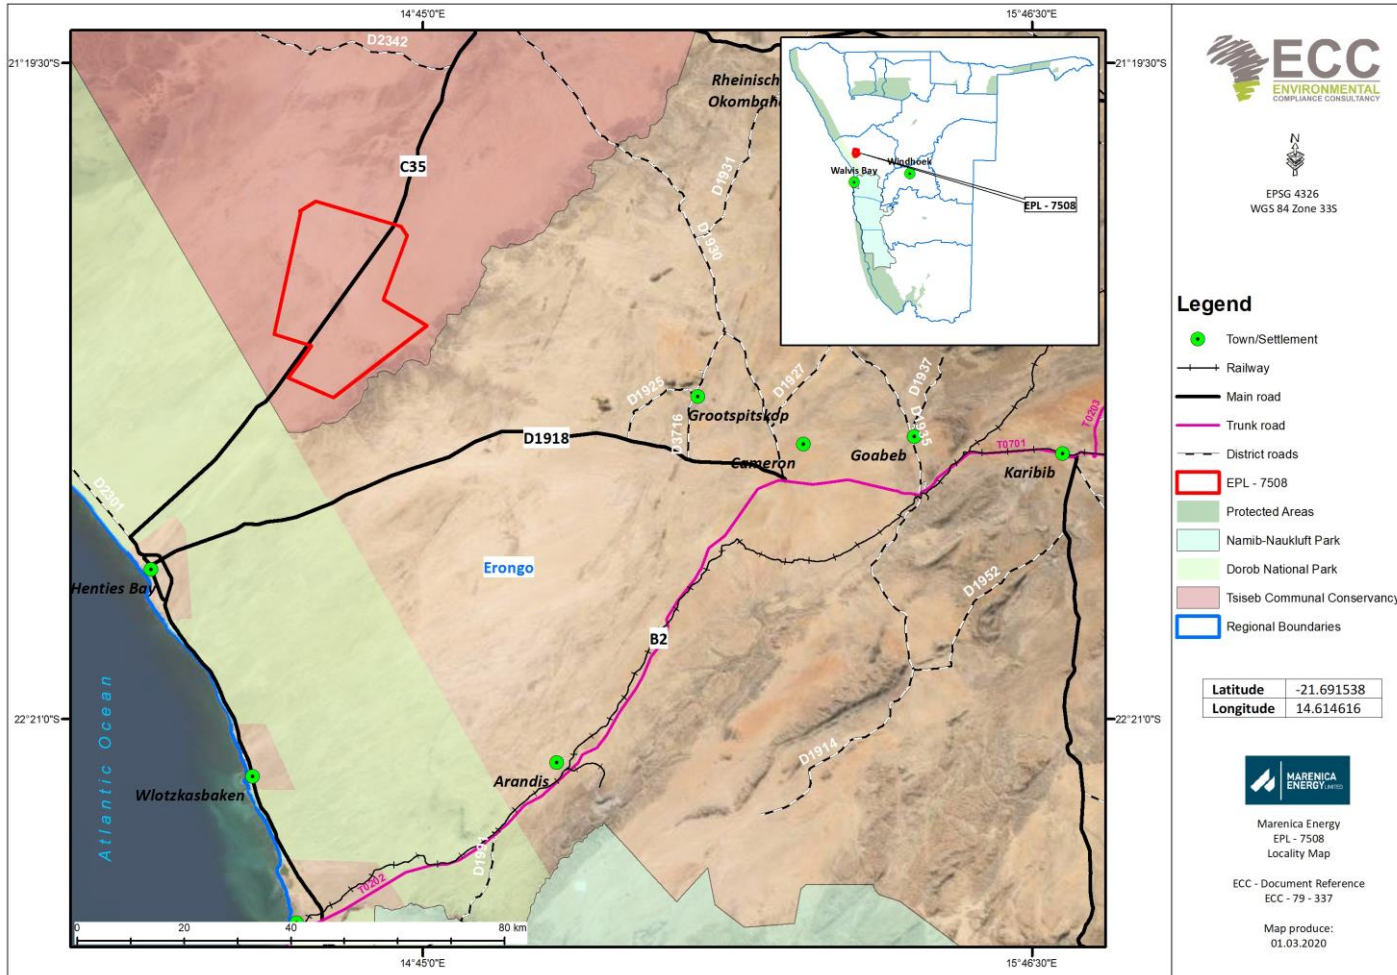 14°45'0"E
15°46'30"E
21°19'30"S
21°19'30"S
D2342
Rheinisch
Okombahe
C35
D1931
D1930
Walvis Bay
Windhoek
EPL - 7508
D1925
D1927
D1937
D3716
Grootspitskop
D1935
T0203
D1918
Cameron
Goabeb
T0701
Karibib
D2301
Erongo
Henties Bay
D1952
B2
22°21'0"S
22°21'0"S
Atlantic Ocean
D1914
Arandis
Wlotzkasbaken
D1991
T0202
0 20 40 60 80 km
14°45'0"E
15°46'30"E
ECC
ENVIRONMENTAL
COMPLIANCE CONSULTANCY
N
EPSG 4326
WGS 84 Zone 33S
Legend
Town/Settlement
Railway
Main road
Trunk road
District roads
EPL - 7508
Protected Areas
Namib-Naukluft Park
Dorob National Park
Tsiseb Communal Conservancy
Regional Boundaries
Latitude -21.691538
Longitude 14.614616
MARENICA
ENERGY LIMITED
Marenica Energy
EPL - 7508
Locality Map
ECC - Document Reference
ECC - 79 - 337
Map produce:
01.03.2020